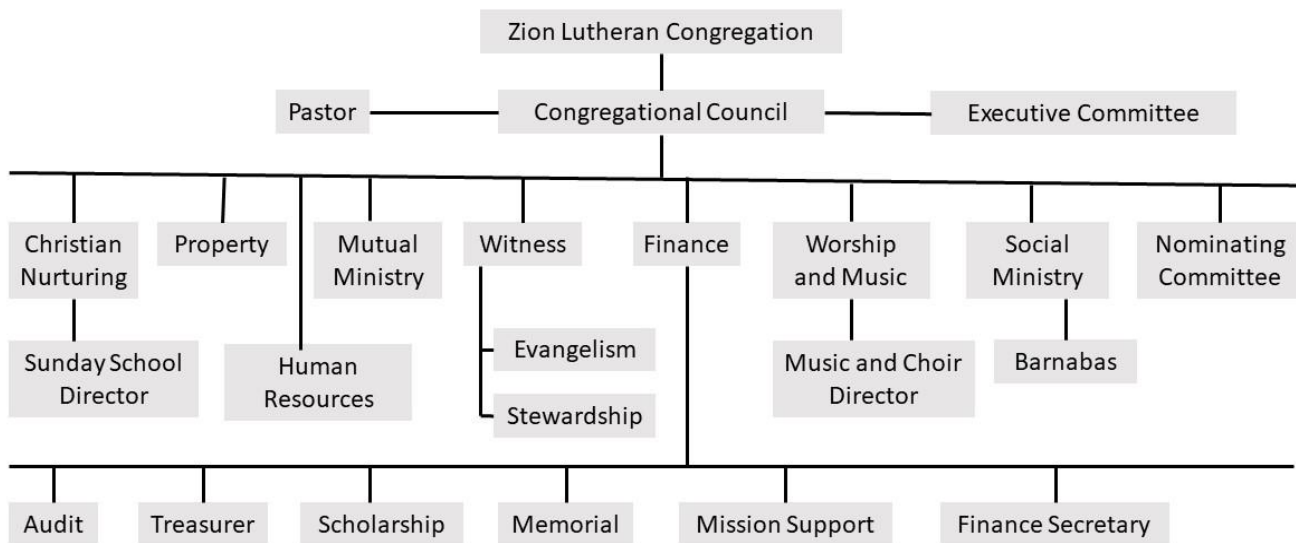 Zion Lutheran Congregation
Pastor
Congregational Council
Executive Committee
Christian
Nurturing
Property
Mutual
Ministry
Witness
Finance
Worship
and Music
Social
Ministry
Nominating
Committee
Sunday School
Director
Human
Resources
Evangelism
Stewardship
Music and Choir
Director
Barnabas
Audit
Treasurer
Scholarship
Memorial
Mission Support
Finance Secretary